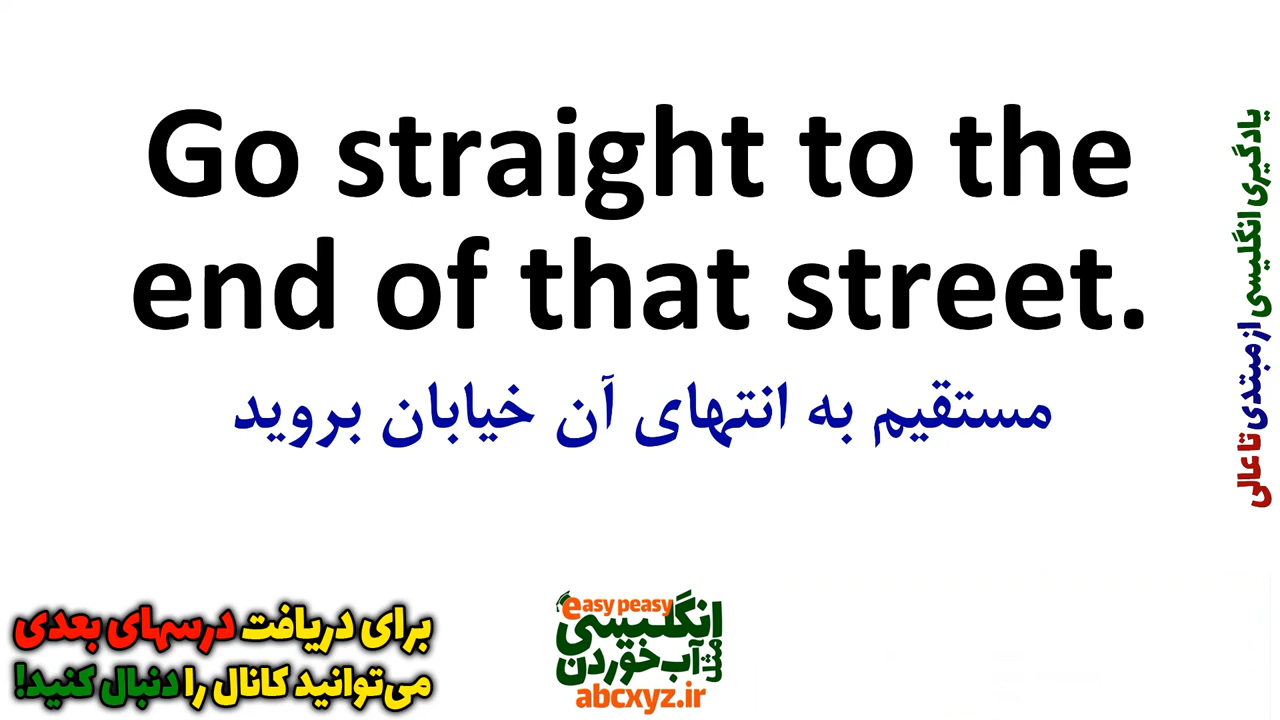 Go straight to the
end of that street.
مستقیم به انتهای آن خیابان بروید
یادگیری انگلیسی از مبتدی تا عالی
برای دریافت درسهای بعدی
می‌توانید کانال را دنبال کنید!
easy peasy
انگلیسی
مثل آب خوردن
abcxyz.ir